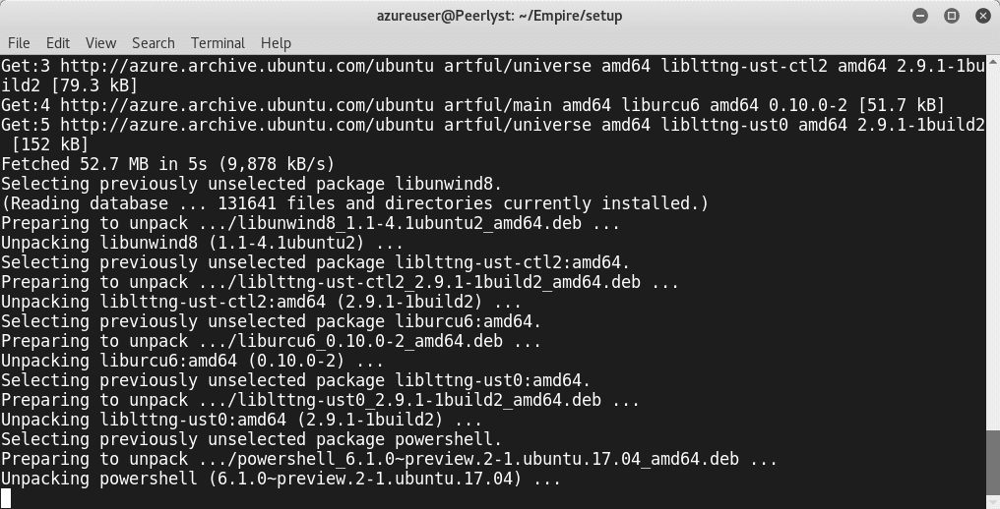 azureuser@Peerlyst: ~/Empire/setup
File Edit View Search Terminal Help
Get:3 http://azure.archive.ubuntu.com/ubuntu artful/universe amd64 liblttng-ust-ctl2 amd64 2.9.1-1bu
ild2 [79.3 kB]
Get:4 http://azure.archive.ubuntu.com/ubuntu artful/main amd64 liburcu6 amd64 0.10.0-2 [51.7 kB]
Get:5 http://azure.archive.ubuntu.com/ubuntu artful/universe amd64 liblttng-ust0 amd64 2.9.1-1build2
 [152 kB]
Fetched 52.7 MB in 5s (9,878 kB/s)
Selecting previously unselected package libunwind8.
(Reading database ... 131641 files and directories currently installed.)
Preparing to unpack .../libunwind8_1.1-4.1ubuntu2_amd64.deb ...
Unpacking libunwind8 (1.1-4.1ubuntu2) ...
Selecting previously unselected package liblttng-ust-ctl2:amd64.
Preparing to unpack .../liblttng-ust-ctl2_2.9.1-1build2_amd64.deb ...
Unpacking liblttng-ust-ctl2:amd64 (2.9.1-1build2) ...
Selecting previously unselected package liburcu6:amd64.
Preparing to unpack .../liburcu6_0.10.0-2_amd64.deb ...
Unpacking liburcu6:amd64 (0.10.0-2) ...
Selecting previously unselected package liblttng-ust0:amd64.
Preparing to unpack .../liblttng-ust0_2.9.1-1build2_amd64.deb ...
Unpacking liblttng-ust0:amd64 (2.9.1-1build2) ...
Selecting previously unselected package powershell.
Preparing to unpack .../powershell_6.1.0~preview.2-1.ubuntu.17.04_amd64.deb ...
Unpacking powershell (6.1.0~preview.2-1.ubuntu.17.04) ...